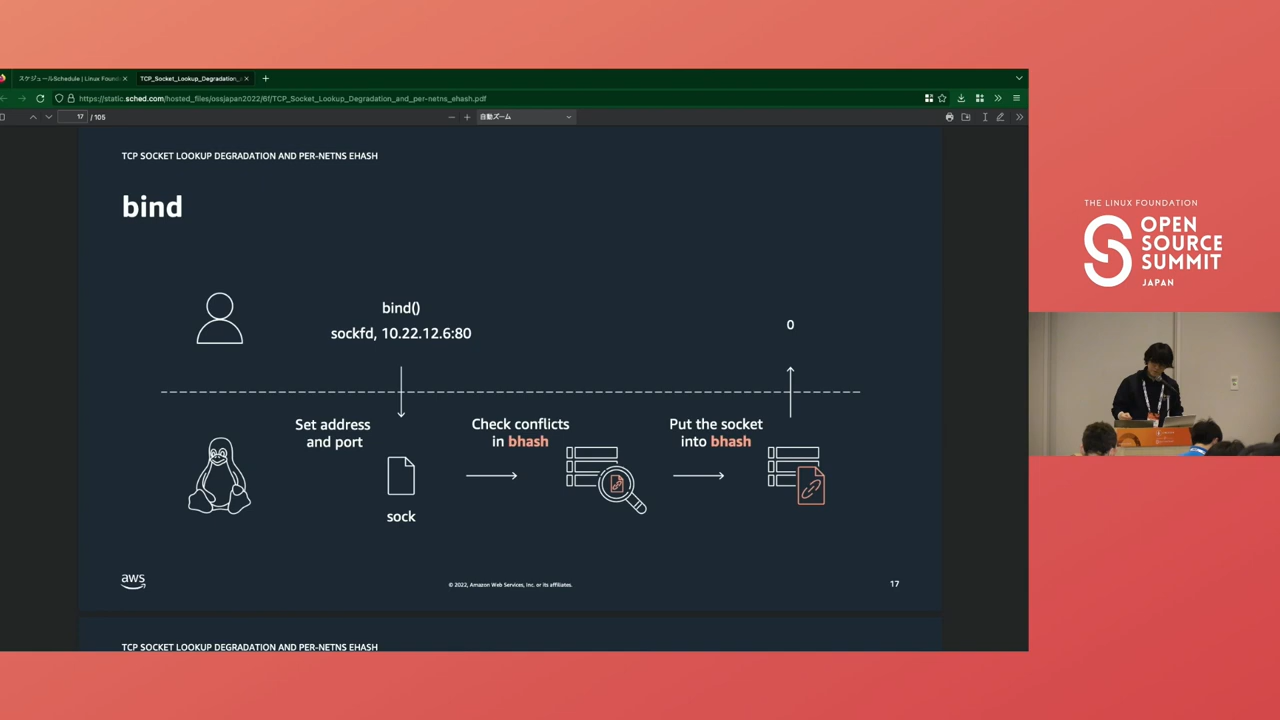 スケジュールSchedule | Linux Found
TCP_Socket_Lookup_Degradation_
https://static.sched.com/hosted_files/ossjapan2022/6f/TCP_Socket_Lookup_Degradation_and_per-netns_ehash.pdf
17 / 105
自動ズーム
TCP SOCKET LOOKUP DEGRADATION AND PER-NETNS EHASH
bind
bind()
sockfd, 10.22.12.6:80
0
Set address
and port
sock
Check conflicts
in bhash
Put the socket
into bhash
aws
© 2022, Amazon Web Services, Inc. or its affiliates.
17
TCP SOCKET LOOKUP DEGRADATION AND PER-NETNS EHASH
THE LINUX FOUNDATION
OPEN
SOURCE
SUMMIT
JAPAN